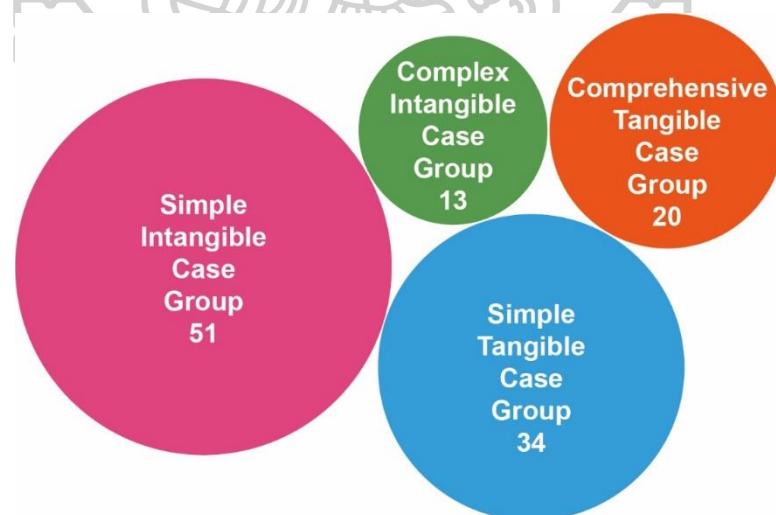 Simple
Intangible
Case
Group
51
Complex
Intangible
Case
Group
13
Comprehensive
Tangible
Case
Group
20
Simple
Tangible
Case
Group
34